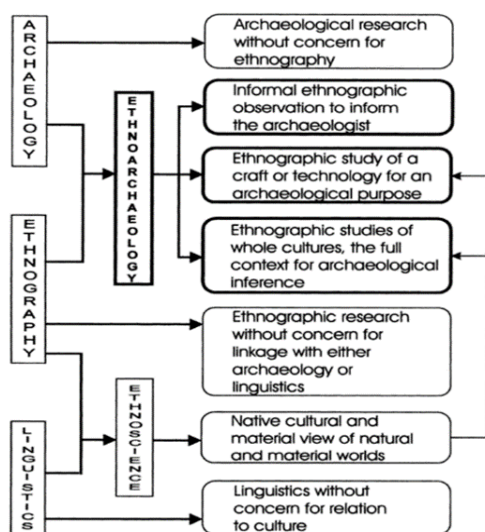 ARCHAEOLOGY
Archaeological research
without concern for
ethnography
ETHNOARCHAEOLOGY
Informal ethnographic
observation to inform
the archaeologist
Ethnographic study of a
craft or technology for an
archaeological purpose
ETHNOGRAPHY
Ethnographic studies of
whole cultures, the full
context for archaeological
inference
Ethnographic research
without concern for
linkage with either
archaeology or
linguistics
ETHNOSCIENCE
LINGUISTICS
Native cultural and
material view of natural
and material worlds
Linguistics without
concern for relation
to culture